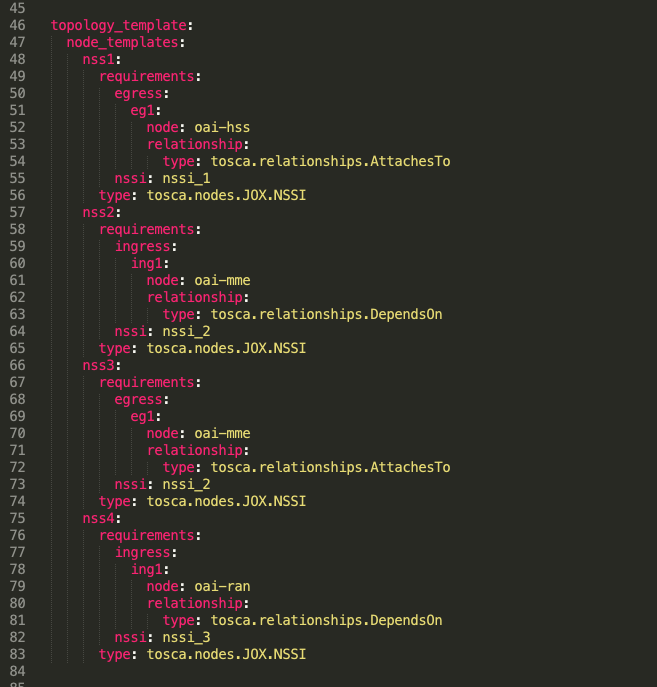 45
46 topology_template:
47 node_templates:
48 nss1:
49 requirements:
50 egress:
51 eg1:
52 node: oai-hss
53 relationship:
54 type: tosca.relationships.AttachesTo
55 nssi: nssi_1
56 type: tosca.nodes.JOX.NSSI
57 nss2:
58 requirements:
59 ingress:
60 ing1:
61 node: oai-mme
62 relationship:
63 type: tosca.relationships.DependsOn
64 nssi: nssi_2
65 type: tosca.nodes.JOX.NSSI
66 nss3:
67 requirements:
68 egress:
69 eg1:
70 node: oai-mme
71 relationship:
72 type: tosca.relationships.AttachesTo
73 nssi: nssi_2
74 type: tosca.nodes.JOX.NSSI
75 nss4:
76 requirements:
77 ingress:
78 ing1:
79 node: oai-ran
80 relationship:
81 type: tosca.relationships.DependsOn
82 nssi: nssi_3
83 type: tosca.nodes.JOX.NSSI
84
85